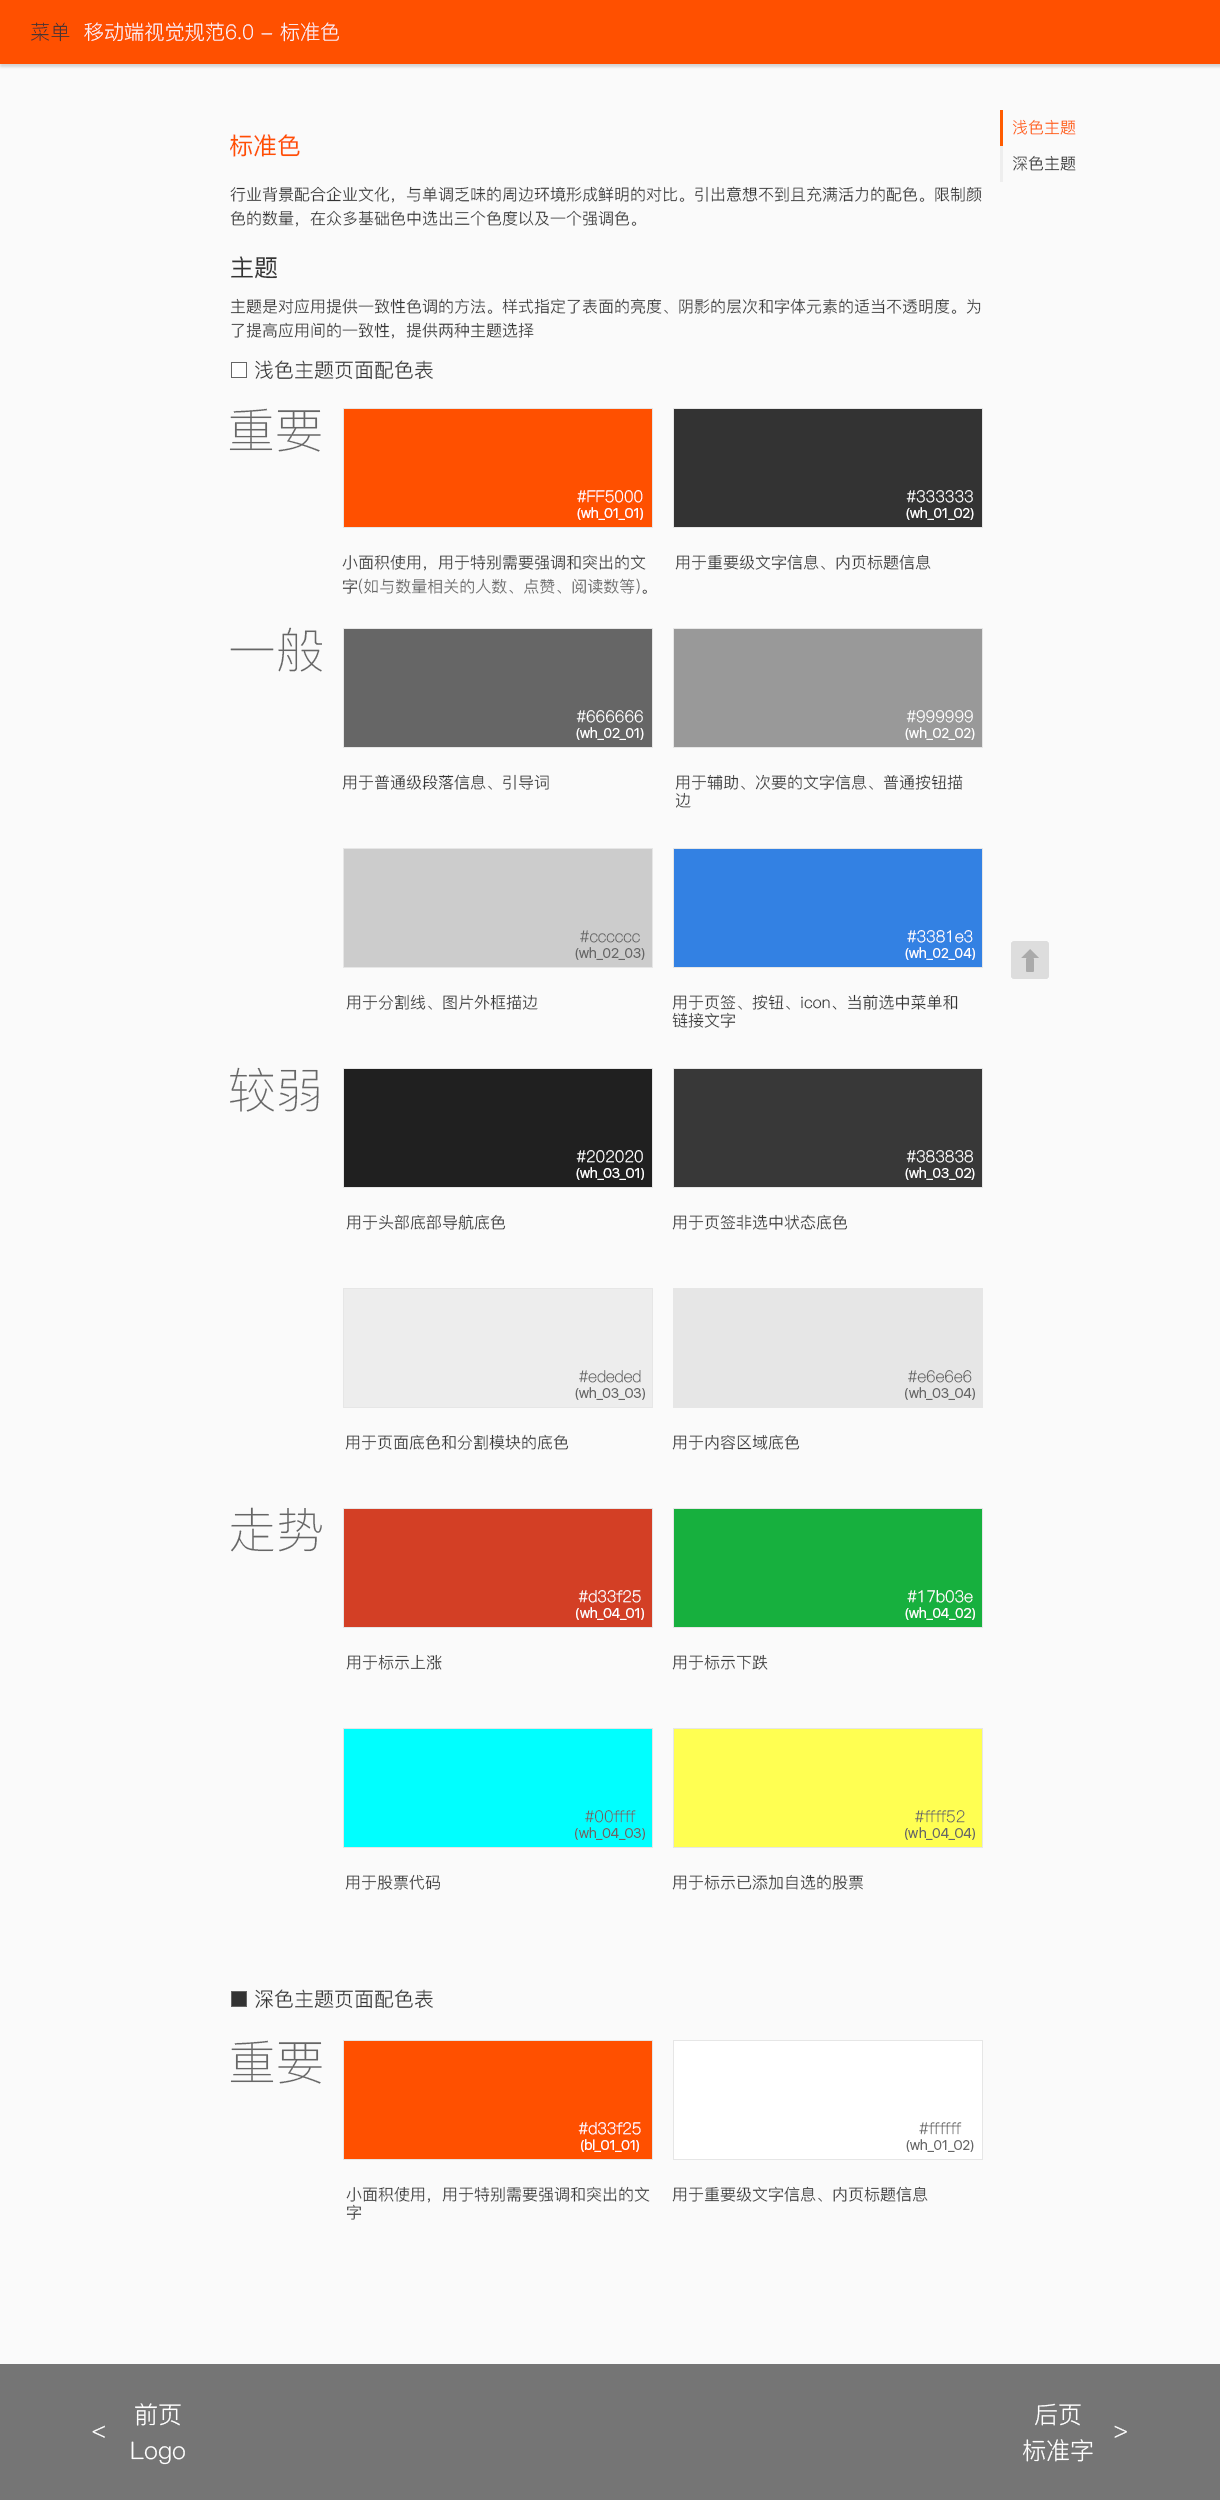 菜单 移动端视觉规范6.0 - 标准色
浅色主题
深色主题
标准色
行业背景配合企业文化，与单调乏味的周边环境形成鲜明的对比。引出意想不到且充满活力的配色。限制颜
色的数量，在众多基础色中选出三个色度以及一个强调色。
主题
主题是对应用提供一致性色调的方法。样式指定了表面的亮度、阴影的层次和字体元素的适当不透明度。为
了提高应用间的一致性，提供两种主题选择
浅色主题页面配色表
重要
#FF5000
(wh_01_01)
#333333
(wh_01_02)
小面积使用，用于特别需要强调和突出的文
字(如与数量相关的人数、点赞、阅读数等)。
用于重要级文字信息、内页标题信息
一般
#666666
(wh_02_01)
#999999
(wh_02_02)
用于普通级段落信息、引导词
用于辅助、次要的文字信息、普通按钮描
边
#cccccc
(wh_02_03)
#3381e3
(wh_02_04)
用于分割线、图片外框描边
用于页签、按钮、icon、当前选中菜单和
链接文字
较弱
#202020
(wh_03_01)
#383838
(wh_03_02)
用于头部底部导航底色
用于页签非选中状态底色
#ededed
(wh_03_03)
#e6e6e6
(wh_03_04)
用于页面底色和分割模块的底色
用于内容区域底色
走势
#d33f25
(wh_04_01)
#17b03e
(wh_04_02)
用于标示上涨
用于标示下跌
#00ffff
(wh_04_03)
#ffff52
(wh_04_04)
用于股票代码
用于标示已添加自选的股票
深色主题页面配色表
重要
#d33f25
(bl_01_01)
#ffffff
(wh_01_02)
小面积使用，用于特别需要强调和突出的文
字
用于重要级文字信息、内页标题信息
< 前页
Logo
后页 >
标准字